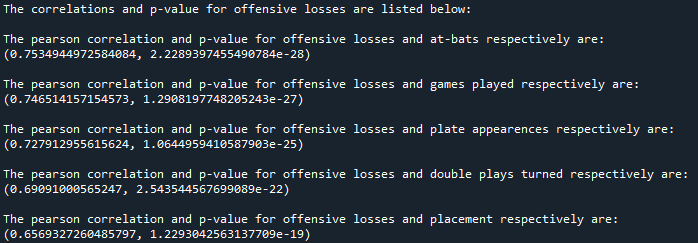 The correlations and p-value for offensive losses are listed below:
The pearson correlation and p-value for offensive losses and at-bats respectively are:
(0.7534944972584084, 2.2289397455490784e-28)
The pearson correlation and p-value for offensive losses and games played respectively are:
(0.746514157154573, 1.2908197748205243e-27)
The pearson correlation and p-value for offensive losses and plate appearences respectively are:
(0.727912955615624, 1.0644959410587903e-25)
The pearson correlation and p-value for offensive losses and double plays turned respectively are:
(0.69091000565247, 2.543544567699089e-22)
The pearson correlation and p-value for offensive losses and placement respectively are:
(0.6569327260485797, 1.2293042563137709e-19)